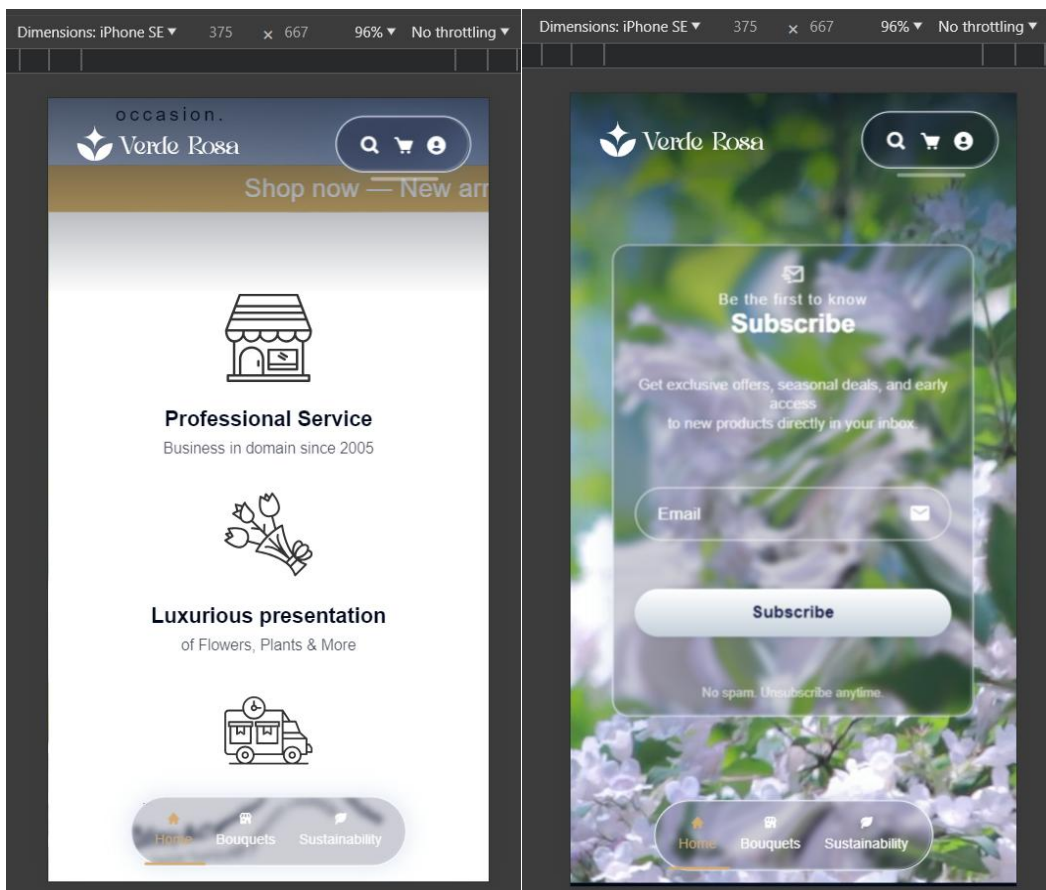 Dimensions: iPhone SE ▼ 375 × 667 96% ▼ No throttling ▼
occasion.
Verde Rosa
Shop now — New arr
Professional Service
Business in domain since 2005
Luxurious presentation
of Flowers, Plants & More
Home Bouquets Sustainability
Dimensions: iPhone SE ▼ 375 × 667 96% ▼ No throttling ▼
Verde Rosa
Be the first to know
Subscribe
Get exclusive offers, seasonal deals, and early
access
to new products directly in your inbox.
Email
Subscribe
No spam. Unsubscribe anytime.
Home Bouquets Sustainability